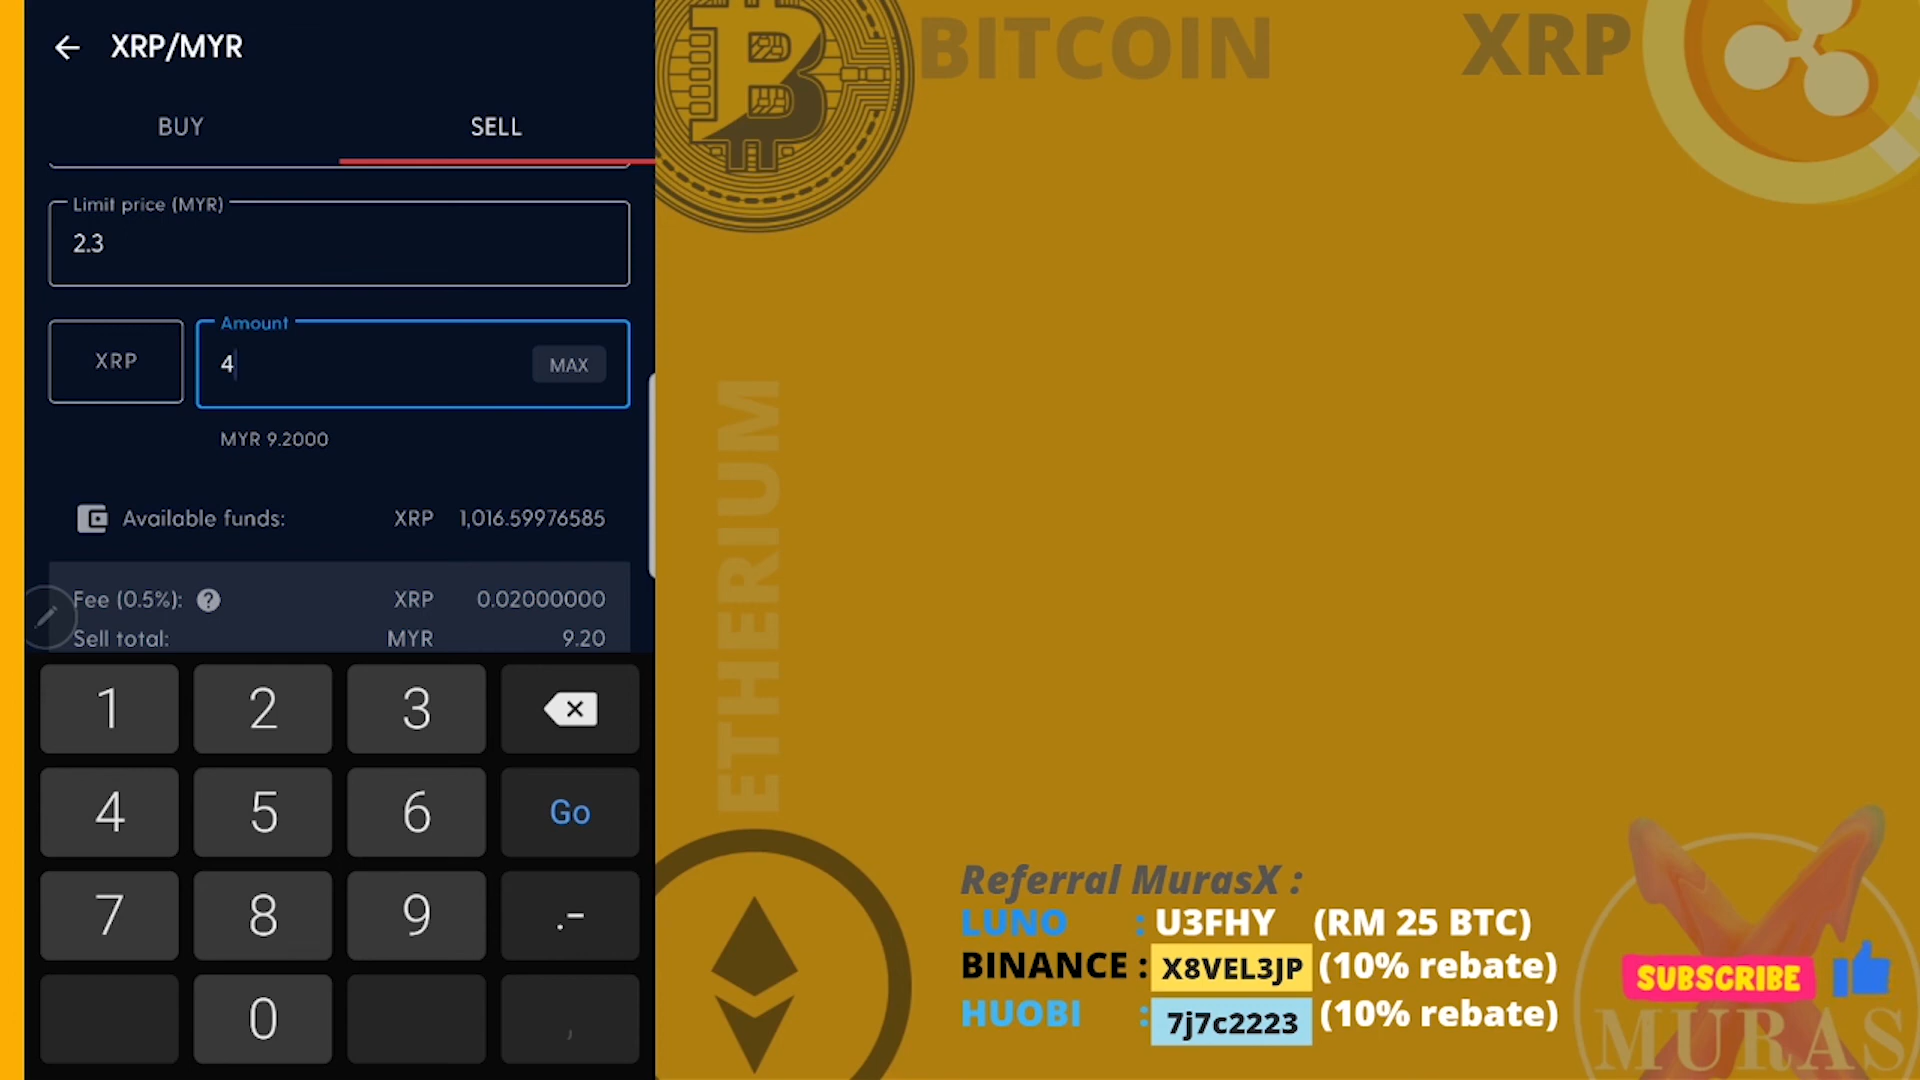 XRP/MYR
BUY SELL
Limit price (MYR)
2.3
XRP
Amount
4
MAX
MYR 9.2000
Available funds: XRP 1,016.59976585
Fee (0.5%): ? XRP 0.02000000
Sell total: MYR 9.20
1 2 3
4 5 6 Go
7 8 9 .-
0 ,
BITCOIN
XRP
ETHERIUM
Referral MurasX :
LUNO : U3FHY (RM 25 BTC)
BINANCE : X8VEL3JP (10% rebate)
HUOBI : 7j7c2223 (10% rebate)
SUBSCRIBE
MURAS